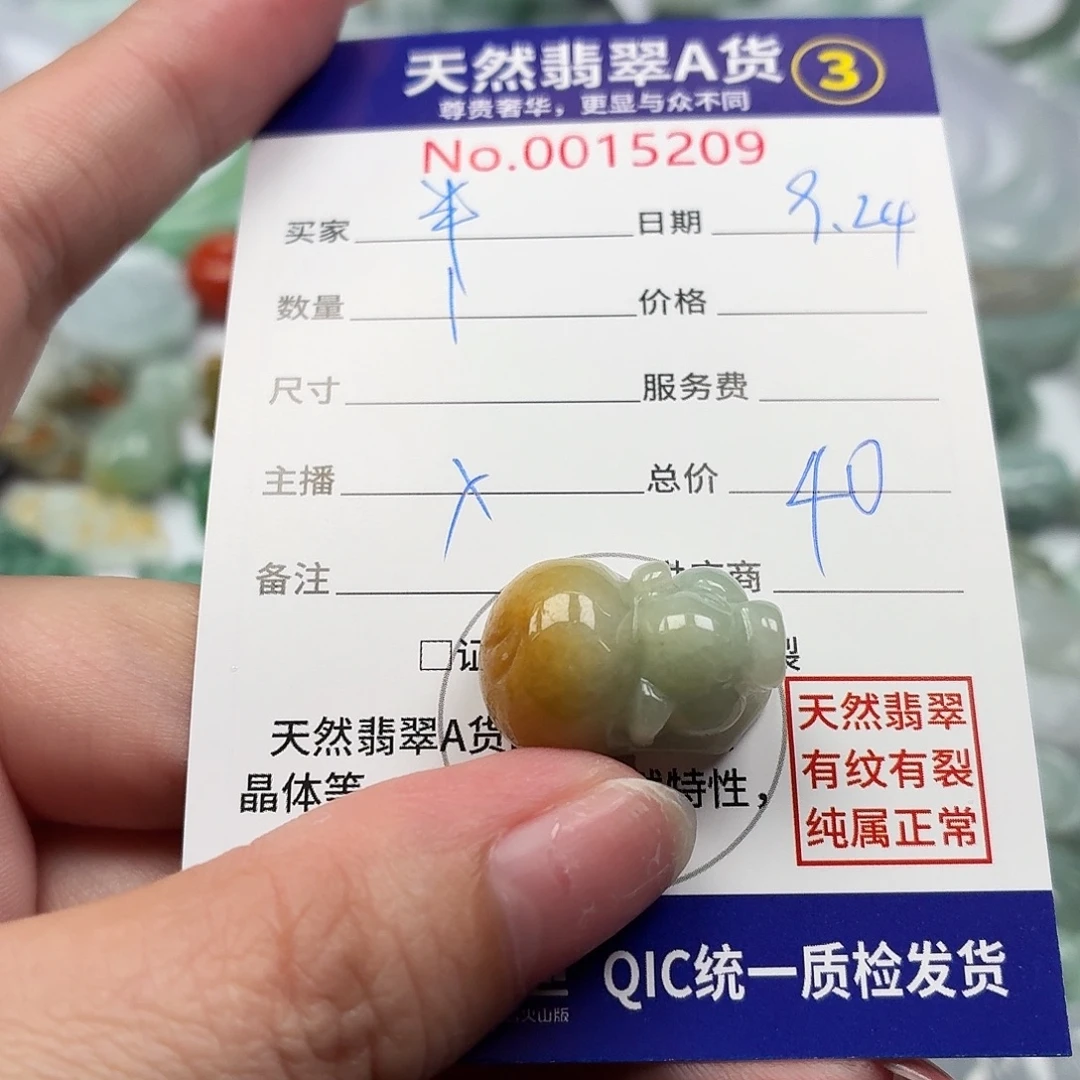 天然翡翠A货 3
尊贵奢华，更显与众不同
No.0015209
买家 日期 9.24
数量 1 价格
尺寸 服务费
主播 总价 40
备注 商
□证 裂
天然翡翠A货
晶体等 特性，
天然翡翠
有纹有裂
纯属正常
QIC统一质检发货